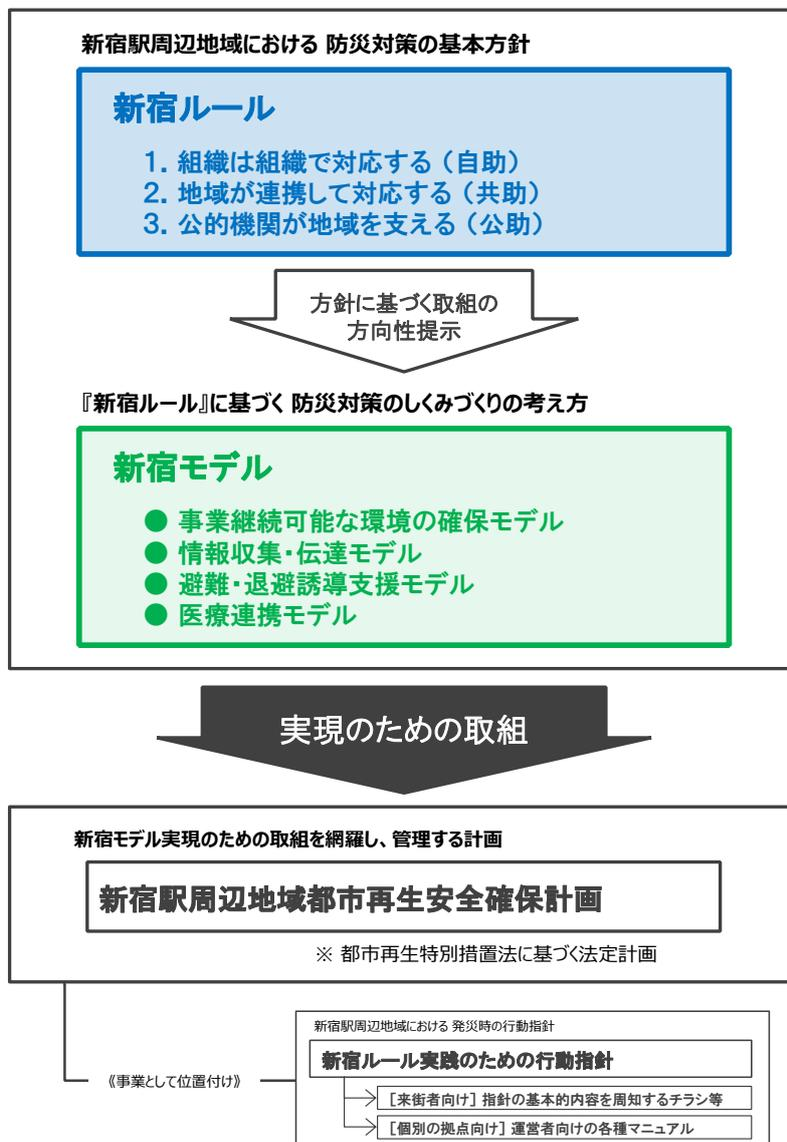 新宿駅周辺地域における 防災対策の基本方針
新宿ルール
1. 組織は組織で対応する（自助）
2. 地域が連携して対応する（共助）
3. 公的機関が地域を支える（公助）
方針に基づく取組の
方向性提示
『新宿ルール』に基づく 防災対策のしくみづくりの考え方
新宿モデル
● 事業継続可能な環境の確保モデル
● 情報収集・伝達モデル
● 避難・退避誘導支援モデル
● 医療連携モデル
実現のための取組
新宿モデル実現のための取組を網羅し、管理する計画
新宿駅周辺地域都市再生安全確保計画
※ 都市再生特別措置法に基づく法定計画
新宿駅周辺地域における 発災時の行動指針
新宿ルール実践のための行動指針
《事業として位置付け》
［来街者向け］指針の基本的内容を周知するチラシ等
［個別の拠点向け］運営者向けの各種マニュアル